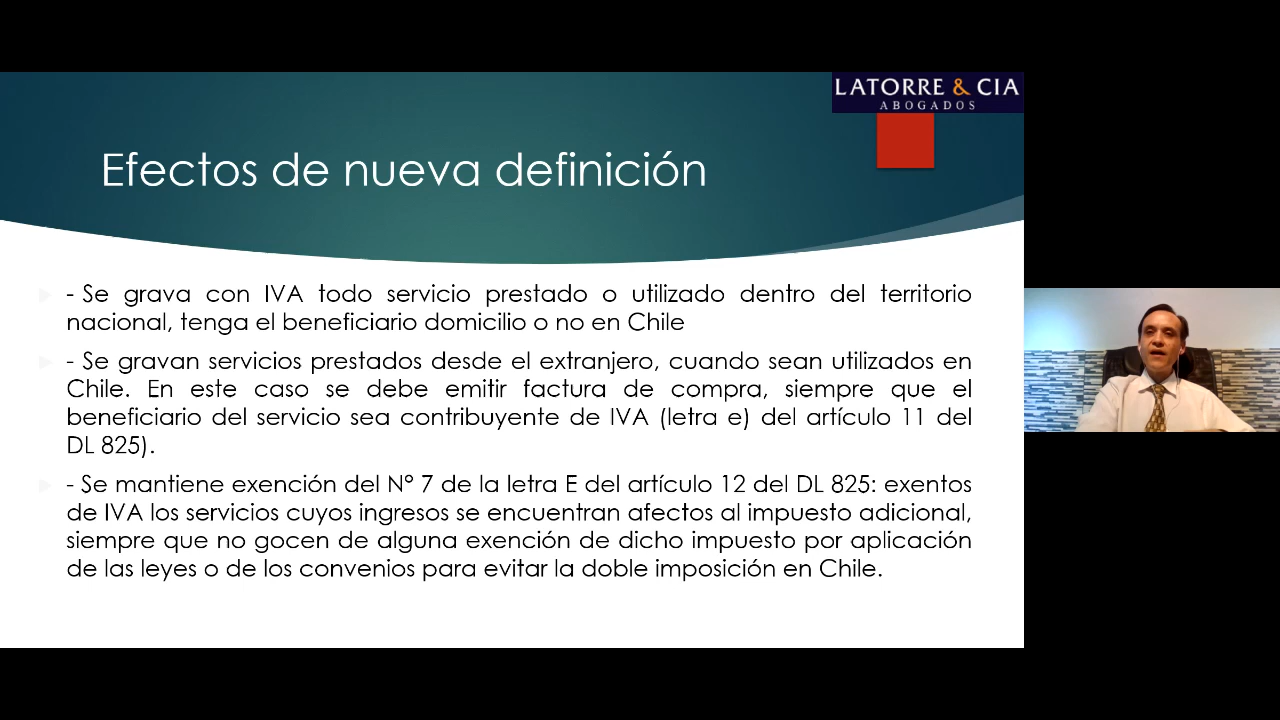 LATORRE & CIA
ABOGADOS
Efectos de nueva definición
- Se grava con IVA todo servicio prestado o utilizado dentro del territorio
nacional, tenga el beneficiario domicilio o no en Chile
- Se gravan servicios prestados desde el extranjero, cuando sean utilizados en
Chile. En este caso se debe emitir factura de compra, siempre que el
beneficiario del servicio sea contribuyente de IVA (letra e) del artículo 11 del
DL 825).
- Se mantiene exención del N° 7 de la letra E del artículo 12 del DL 825: exentos
de IVA los servicios cuyos ingresos se encuentran afectos al impuesto adicional,
siempre que no gocen de alguna exención de dicho impuesto por aplicación
de las leyes o de los convenios para evitar la doble imposición en Chile.